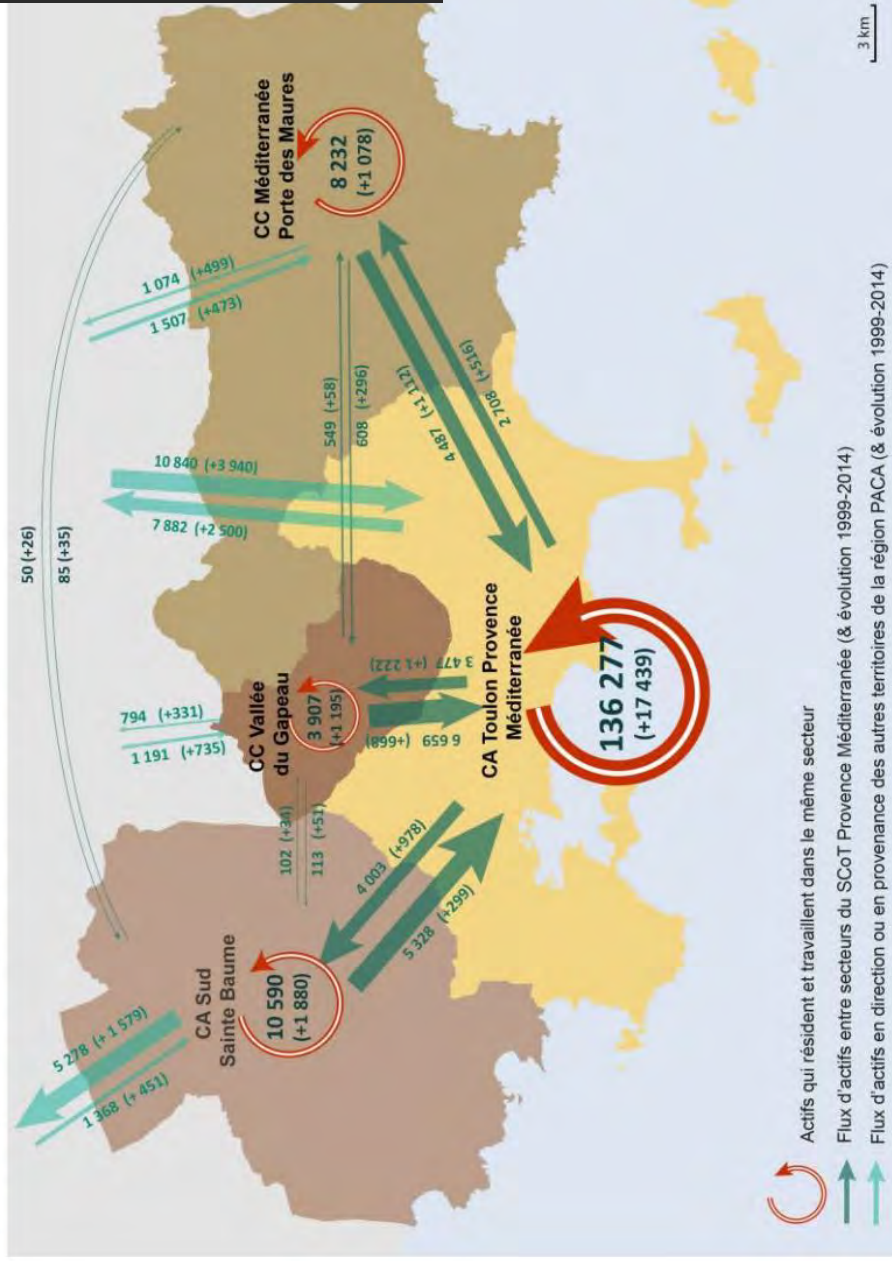 50 (+26)
85 (+35)
5 278 (+ 1 579)
1 368 (+ 451)
CA Sud
Sainte Baume
10 590
(+1 880)
794 (+331)
1 191 (+735)
102 (+34)
113 (+51)
CC Vallée
du Gapeau
3 907
(+1 195)
10 840 (+3 940)
7 882 (+2 500)
1 074 (+499)
1 507 (+473)
CC Méditerranée
Porte des Maures
8 232
(+1 078)
549 (+58)
608 (+296)
4 003 (+978)
5 328 (+299)
6 659 (+668)
3 477 (+1 222)
4 487 (+1 112)
2 708 (+516)
CA Toulon Provence
Méditerranée
136 277
(+17 439)
Actifs qui résident et travaillent dans le même secteur
Flux d'actifs entre secteurs du SCoT Provence Méditerranée (& évolution 1999-2014)
Flux d'actifs en direction ou en provenance des autres territoires de la région PACA (& évolution 1999-2014)
3 km